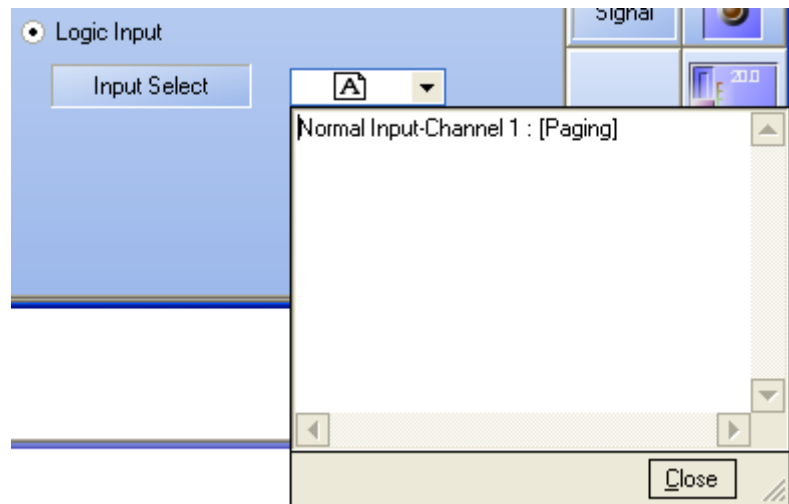 Signal
Logic Input
Input Select
A
20.0
Normal Input-Channel 1 : [Paging]
Close